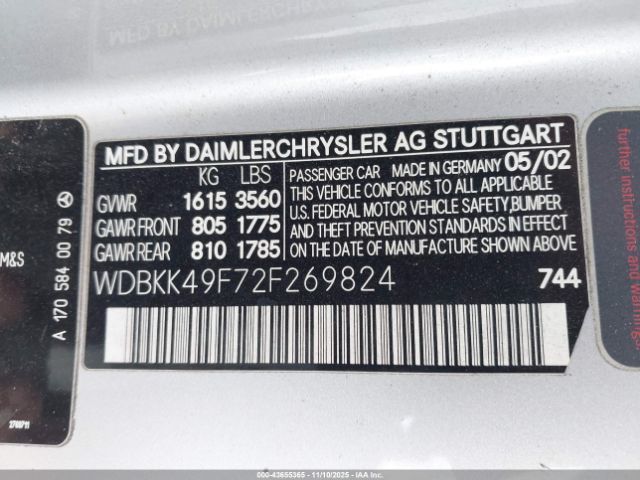 MFD BY DAIMLERCHRYSLER AG STUTTGART
KG LBS
GVWR 1615 3560
GAWR FRONT 805 1775
GAWR REAR 810 1785
PASSENGER CAR MADE IN GERMANY 05/02
THIS VEHICLE CONFORMS TO ALL APPLICABLE
U.S. FEDERAL MOTOR VEHICLE SAFETY, BUMPER
AND THEFT PREVENTION STANDARDS IN EFFECT
ON THE DATE OF MANUFACTURE SHOWN ABOVE.
WDBKK49F72F269824 744
M&S
A 170 584 00 79
2740711
further instructions and warnings
000-43655365 - 11/10/2025 - IAAI.COM